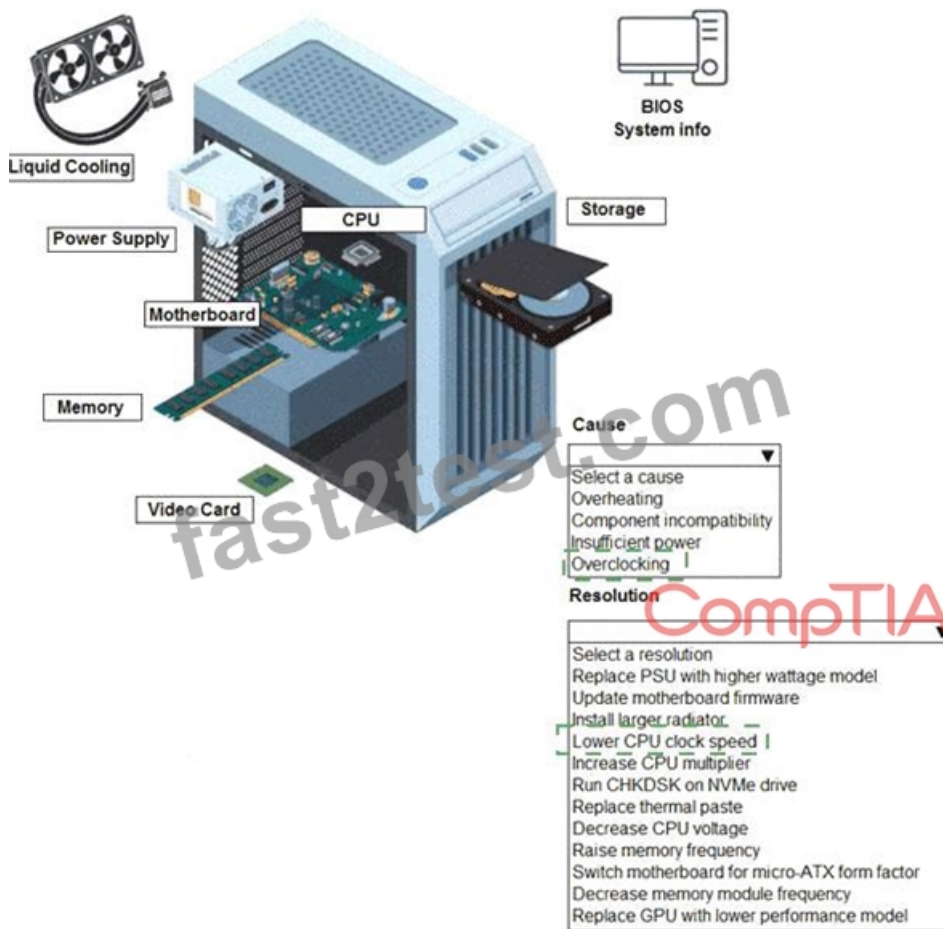 BIOS
System info
Liquid Cooling
CPU
Storage
Power Supply
Motherboard
Memory
Video Card
fast2test.com
Cause
Select a cause
Overheating
Component incompatibility
Insufficient power
Overclocking
Resolution
CompTIA
Select a resolution
Replace PSU with higher wattage model
Update motherboard firmware
Install larger radiator
Lower CPU clock speed
Increase CPU multiplier
Run CHKDSK on NVMe drive
Replace thermal paste
Decrease CPU voltage
Raise memory frequency
Switch motherboard for micro-ATX form factor
Decrease memory module frequency
Replace GPU with lower performance model